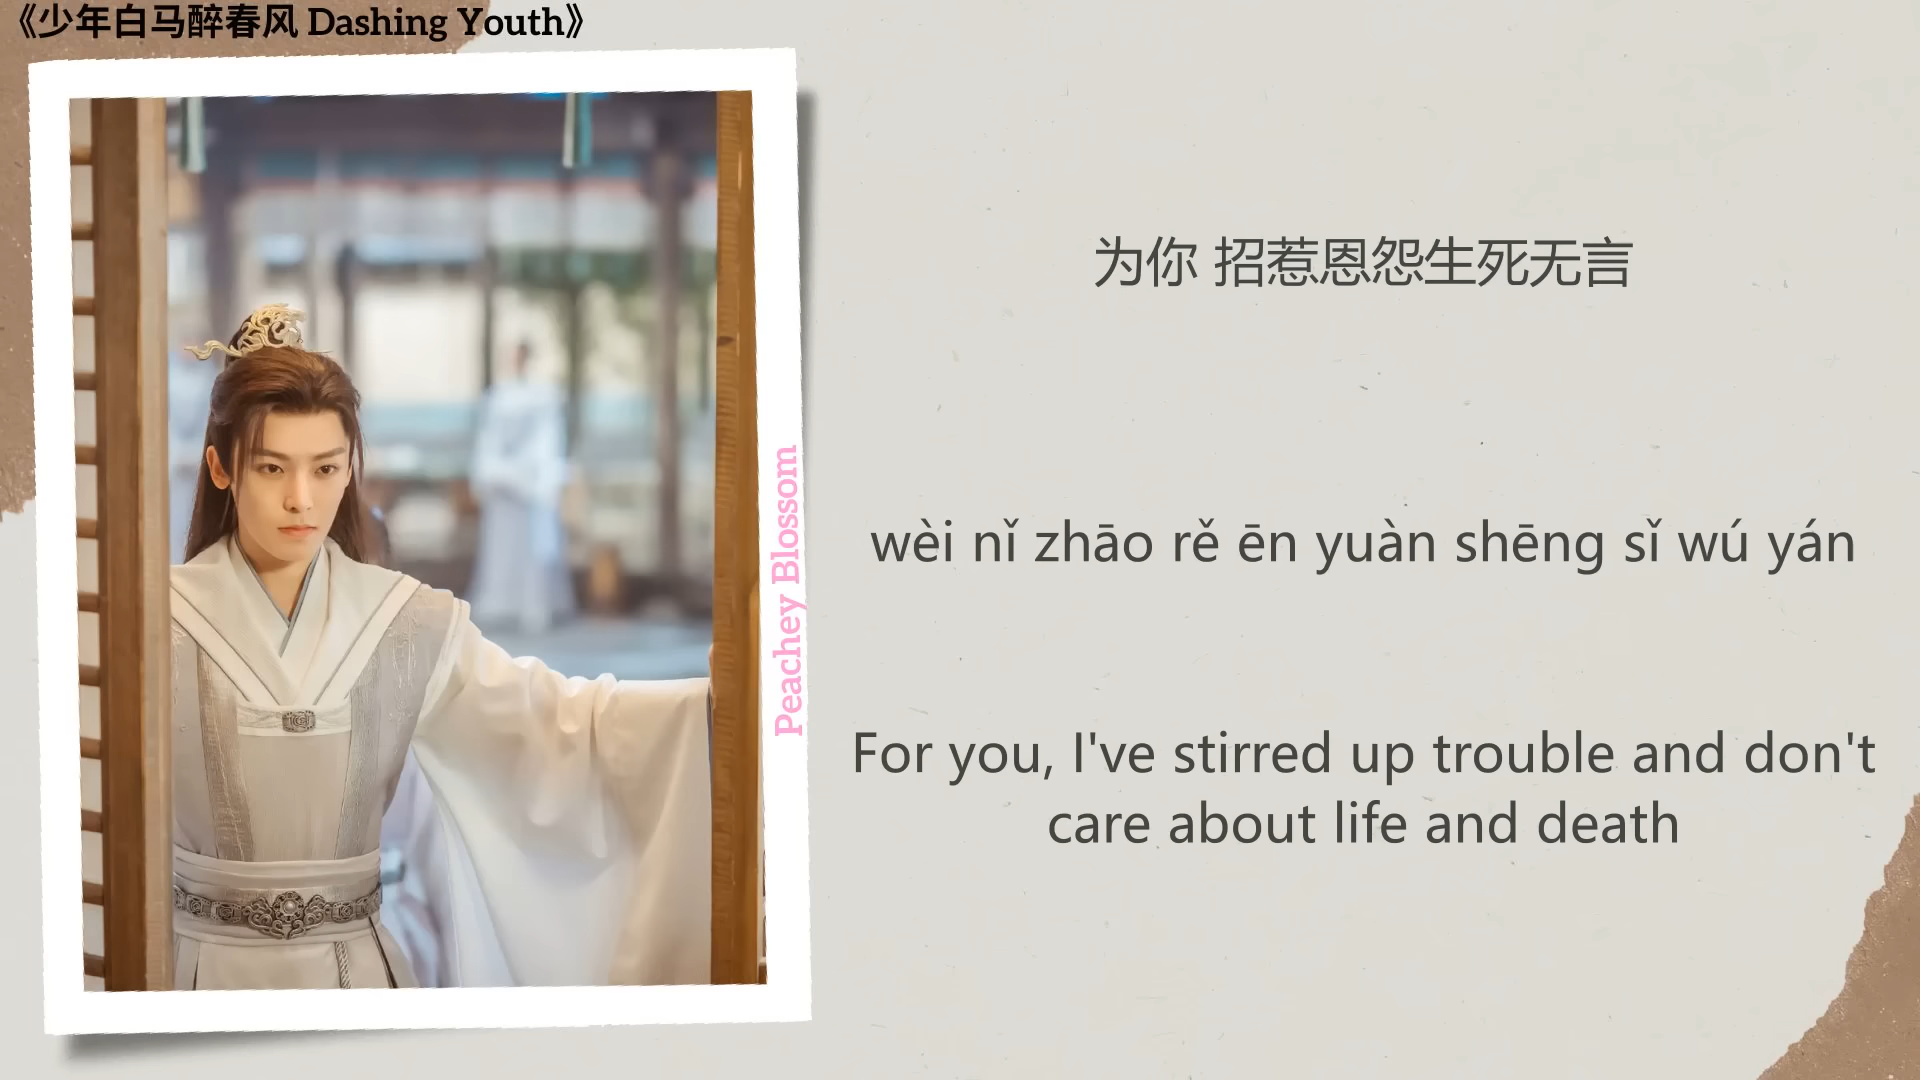 《少年白马醉春风 Dashing Youth》
为你 招惹恩怨生死无言
wèi nǐ zhāo rě ēn yuàn shēng sǐ wú yán
For you, I've stirred up trouble and don't
care about life and death
Peachey Blossom